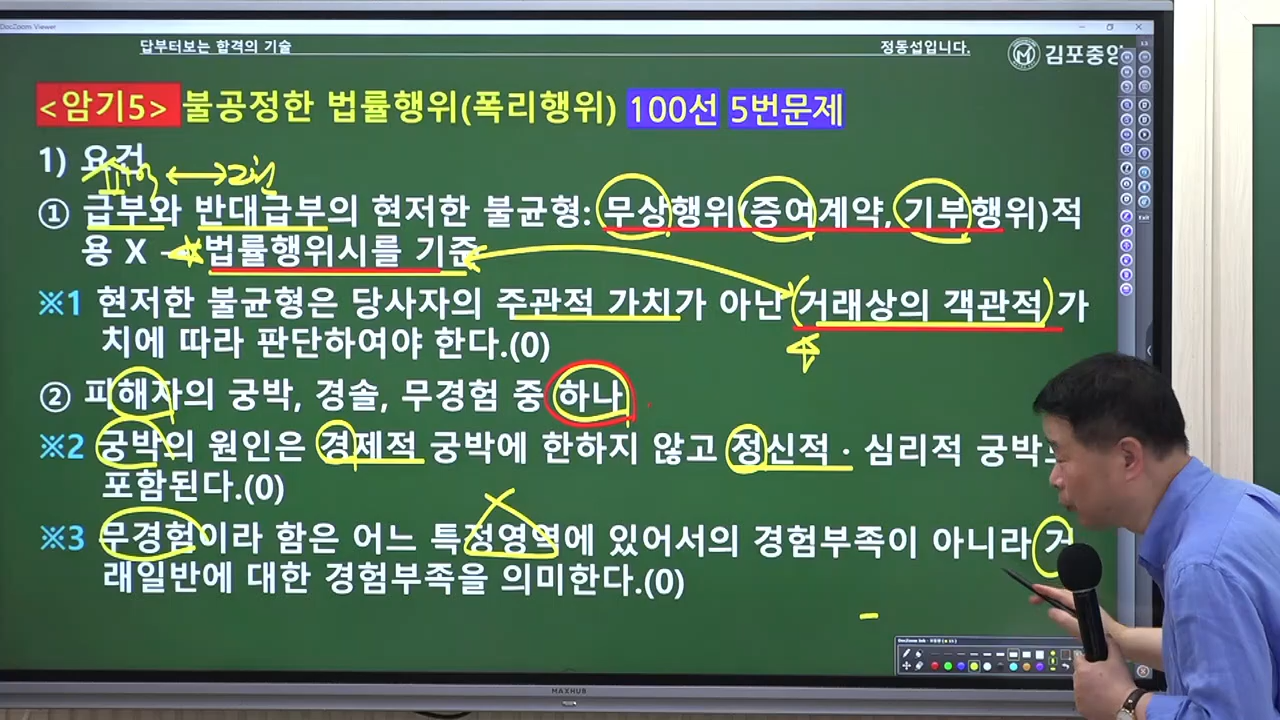 DocZoom Viewer
답부터보는 합격의 기술
정동섭입니다.
김포중앙
<암기5> 불공정한 법률행위(폭리행위) 100선 5번문제
1) 요건
① 급부와 반대급부의 현저한 불균형: 무상행위(증여계약, 기부행위)적
용 X → 법률행위시를 기준
※1 현저한 불균형은 당사자의 주관적 가치가 아닌 거래상의 객관적 가
치에 따라 판단하여야 한다.(0)
② 피해자의 궁박, 경솔, 무경험 중 하나
※2 궁박의 원인은 경제적 궁박에 한하지 않고 정신적 · 심리적 궁박
포함된다.(0)
※3 무경험이라 함은 어느 특정영역에 있어서의 경험부족이 아니라 거
래일반에 대한 경험부족을 의미한다.(0)
MAXHUB